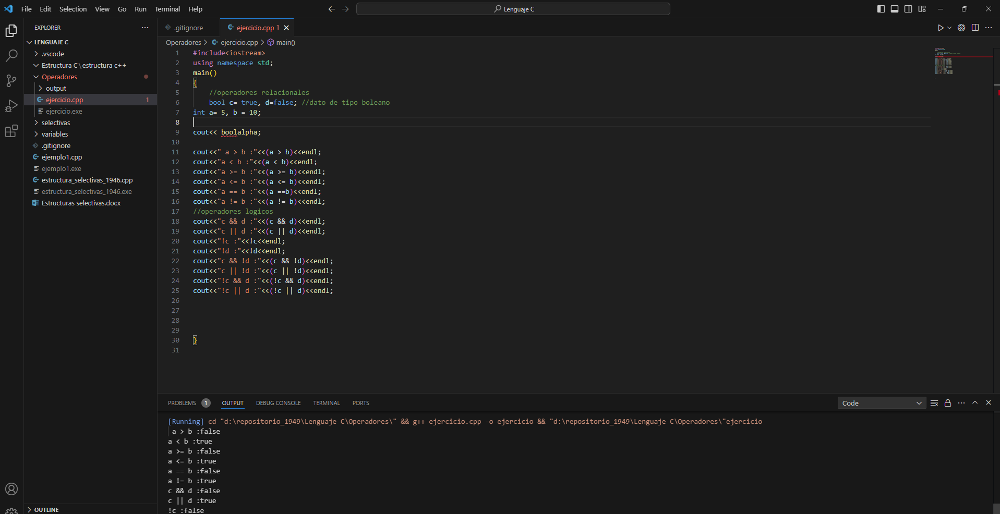 File Edit Selection View Go Run Terminal Help
Lenguaje C
EXPLORER
LENGUAJE C
.vscode
Estructura C\estructura c++
Operadores
output
ejercicio.cpp 1
ejercicio.exe
selectivas
variables
.gitignore
ejemplo1.cpp
ejemplo1.exe
estructura_selectivas_1946.cpp
estructura_selectivas_1946.exe
Estructuras selectivas.docx
OUTLINE
.gitignore
ejercicio.cpp 1
Operadores > ejercicio.cpp > main()
1 #include<iostream>
2 using namespace std;
3 main()
4 {
5 //operadores relacionales
6 bool c= true, d=false; //dato de tipo boleano
7 int a= 5, b = 10;
8
9 cout<< boolalpha;
10
11 cout<<" a > b :"<<(a > b)<<endl;
12 cout<<"a < b :"<<(a < b)<<endl;
13 cout<<"a >= b :"<<(a >= b)<<endl;
14 cout<<"a <= b :"<<(a <= b)<<endl;
15 cout<<"a == b :"<<(a ==b)<<endl;
16 cout<<"a != b :"<<(a != b)<<endl;
17 //operadores logicos
18 cout<<"c && d :"<<(c && d)<<endl;
19 cout<<"c || d :"<<(c || d)<<endl;
20 cout<<"!c :"<<!c<<endl;
21 cout<<"!d :"<<!d<<endl;
22 cout<<"c && !d :"<<(c && !d)<<endl;
23 cout<<"c || !d :"<<(c || !d)<<endl;
24 cout<<"!c && d :"<<(!c && d)<<endl;
25 cout<<"!c || d :"<<(!c || d)<<endl;
26
27
28
29
30 }
31
PROBLEMS 1 OUTPUT DEBUG CONSOLE TERMINAL PORTS
Code
[Running] cd "d:\repositorio_1949\Lenguaje C\Operadores\" && g++ ejercicio.cpp -o ejercicio && "d:\repositorio_1949\Lenguaje C\Operadores\"ejercicio
a > b :false
a < b :true
a >= b :false
a <= b :true
a == b :false
a != b :true
c && d :false
c || d :true
!c :false